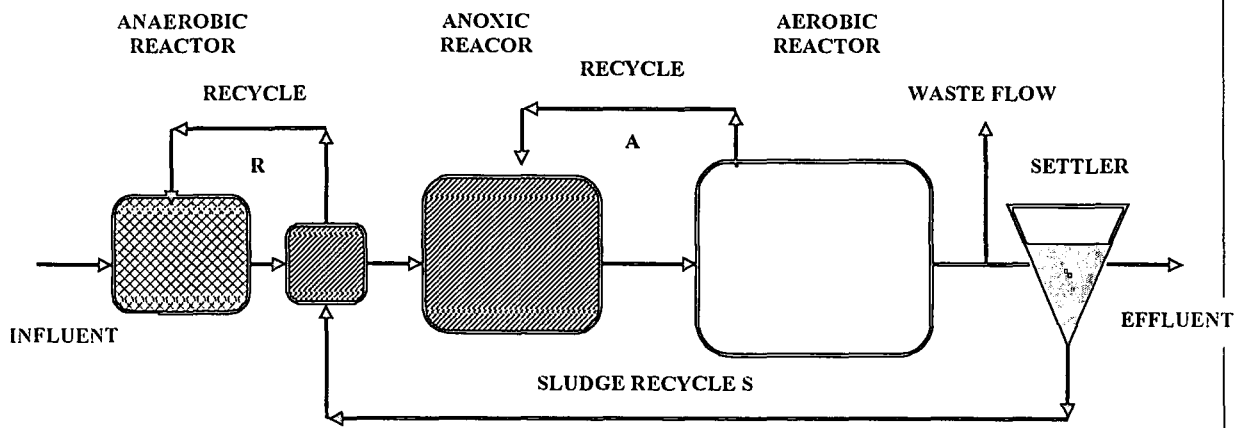 ANAEROBIC
REACTOR
ANOXIC
REACOR
AEROBIC
REACTOR
RECYCLE
RECYCLE
WASTE FLOW
R
A
SETTLER
INFLUENT
EFFLUENT
SLUDGE RECYCLE S